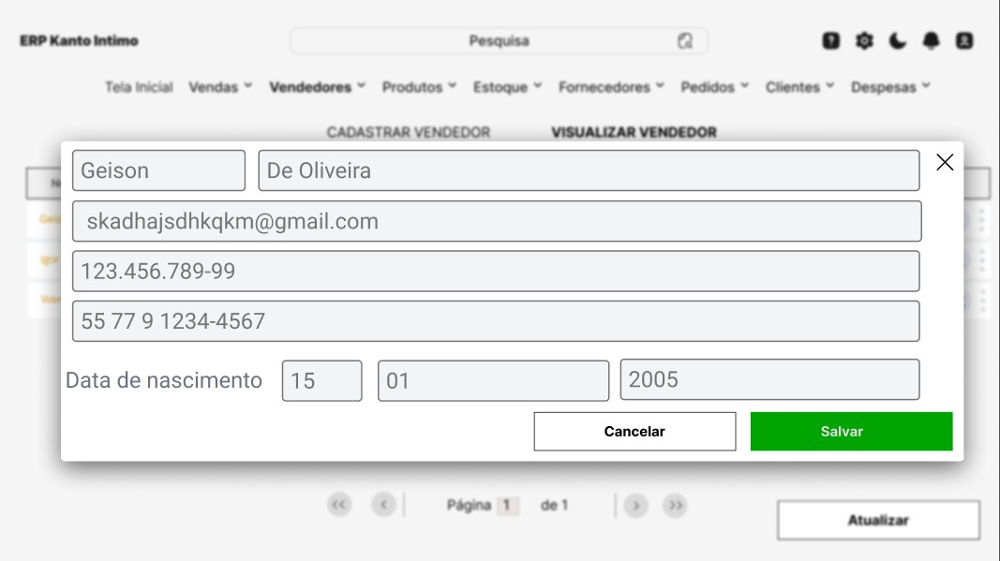 ERP Kanto Intimo
Pesquisa
Tela Inicial Vendas Vendedores Produtos Estoque Fornecedores Pedidos Clientes Despesas
CADASTRAR VENDEDOR VISUALIZAR VENDEDOR
Geison De Oliveira
skadhajsdhkqkm@gmail.com
123.456.789-99
55 77 9 1234-4567
Data de nascimento 15 01 2005
Cancelar Salvar
Igor
<< < Página 1 de 1 > >>
Atualizar